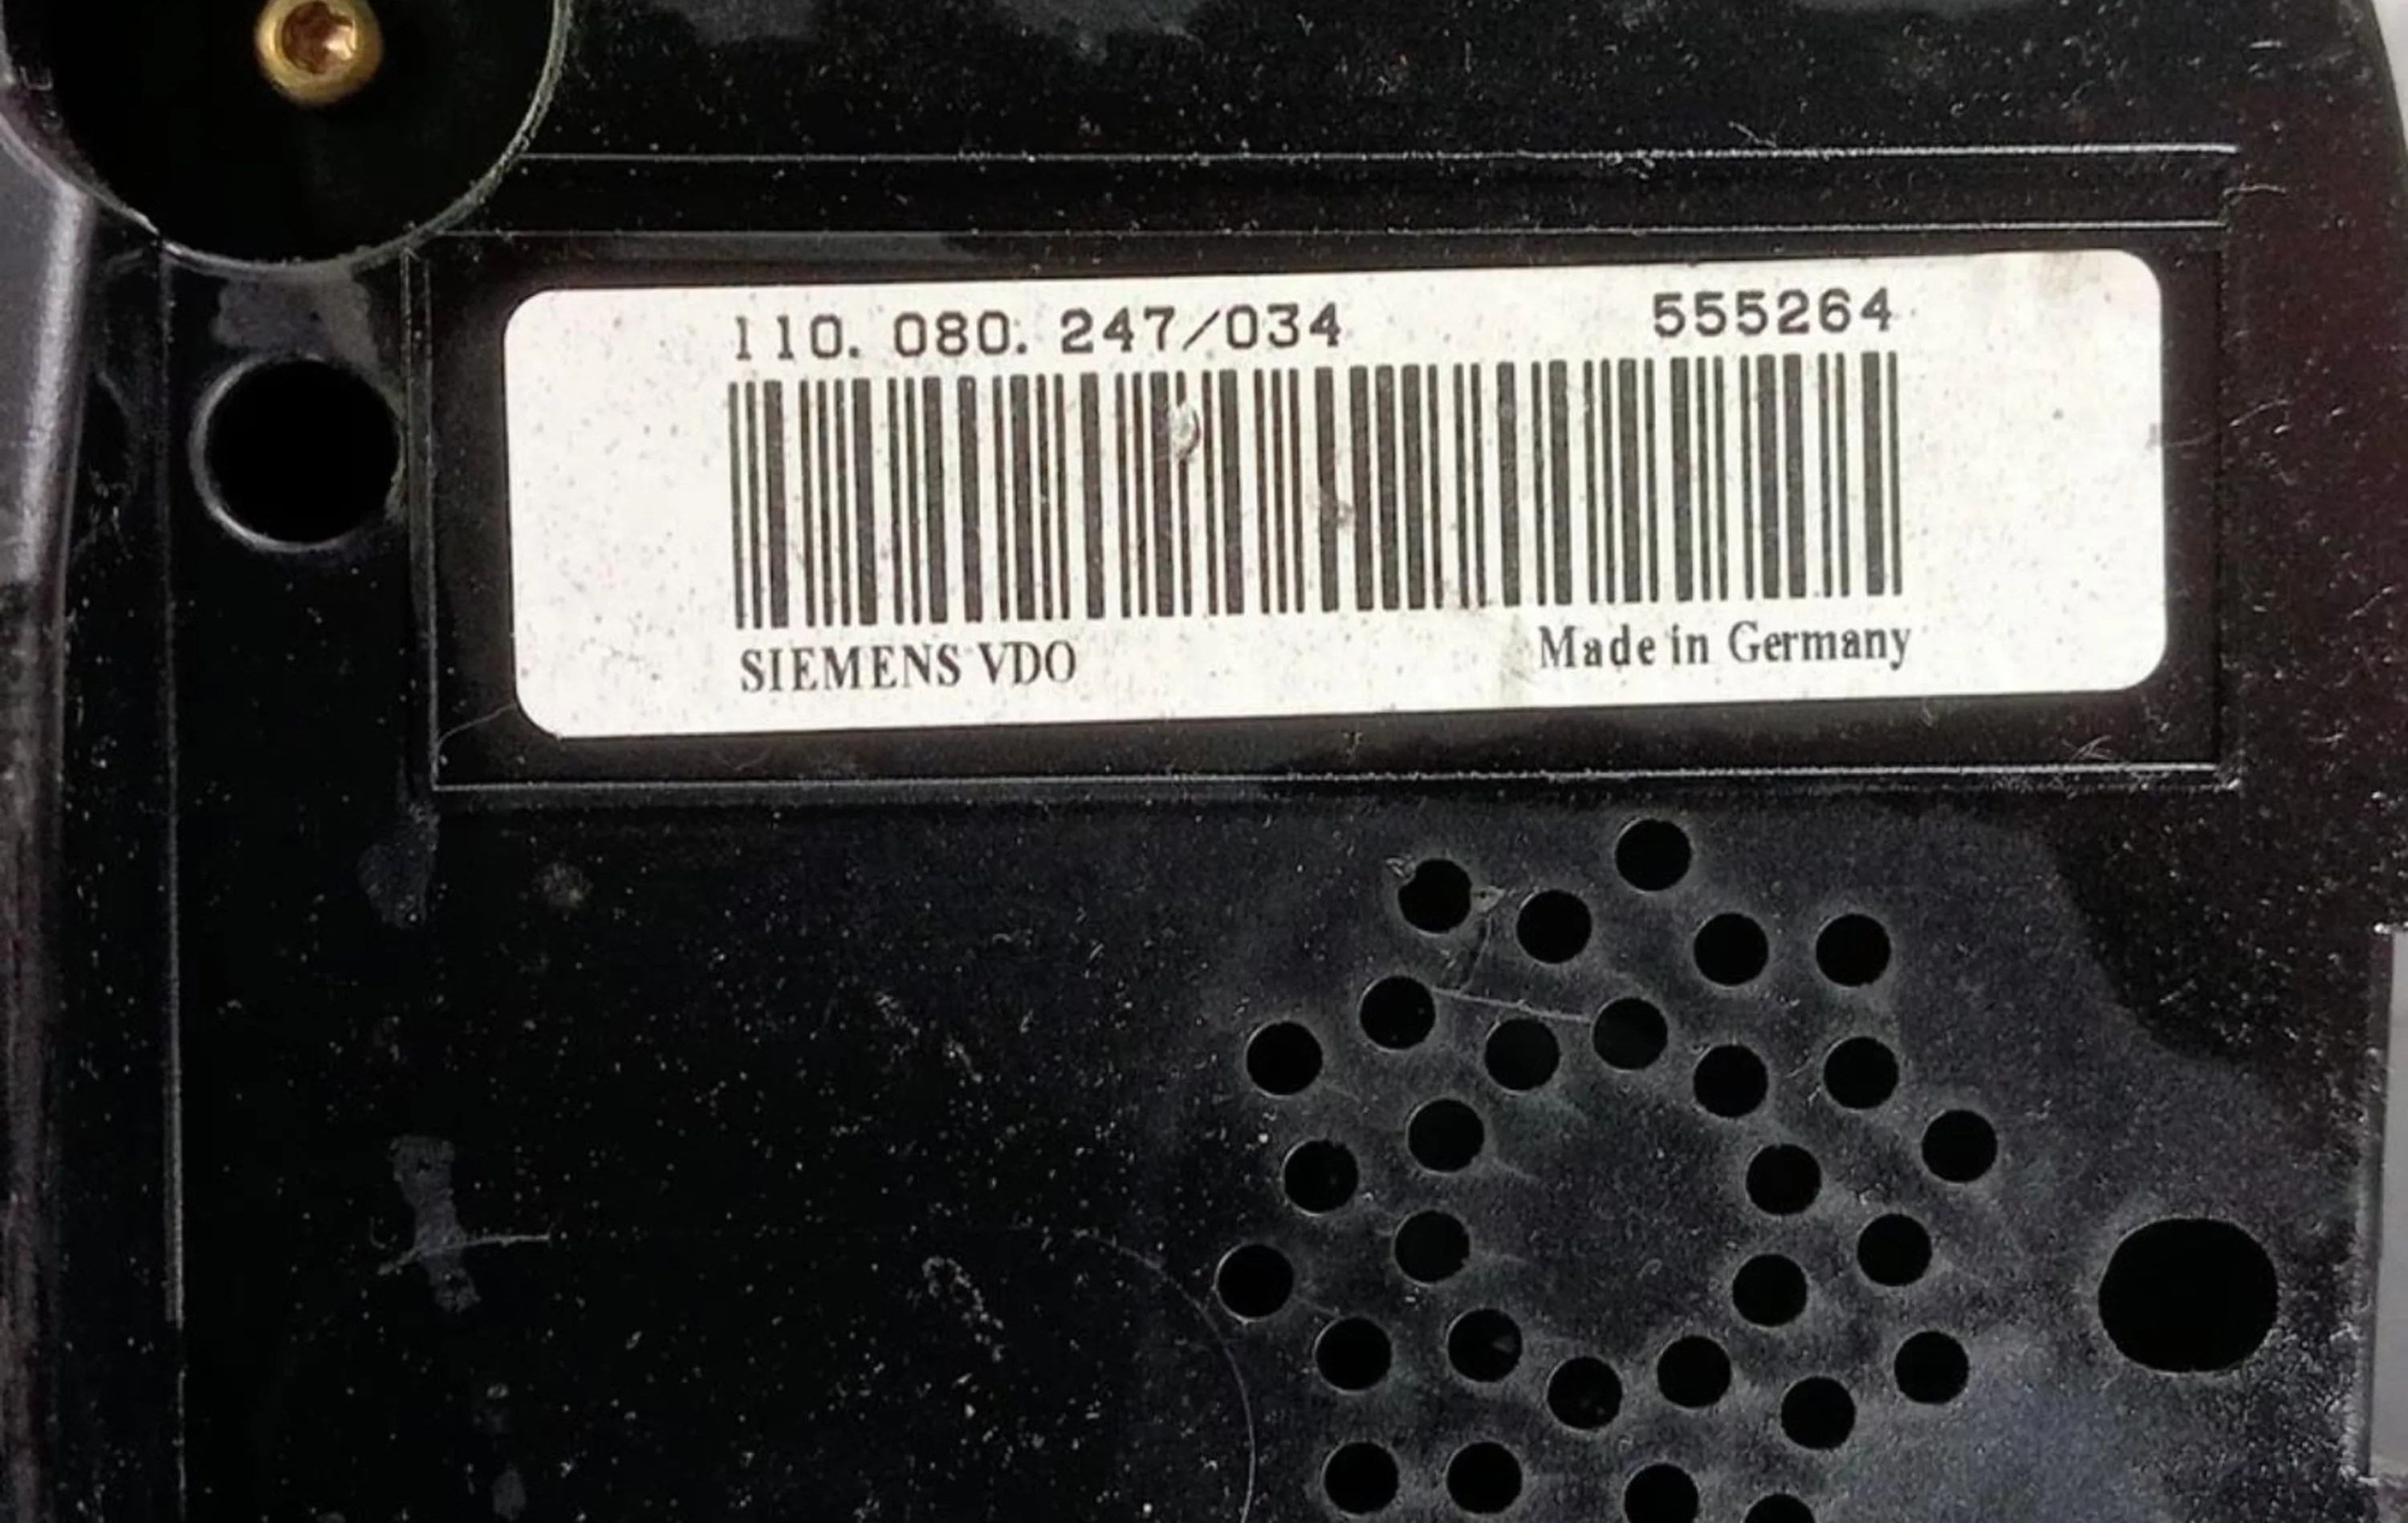 110. 080. 247/034 555264
SIEMENS VDO Made in Germany